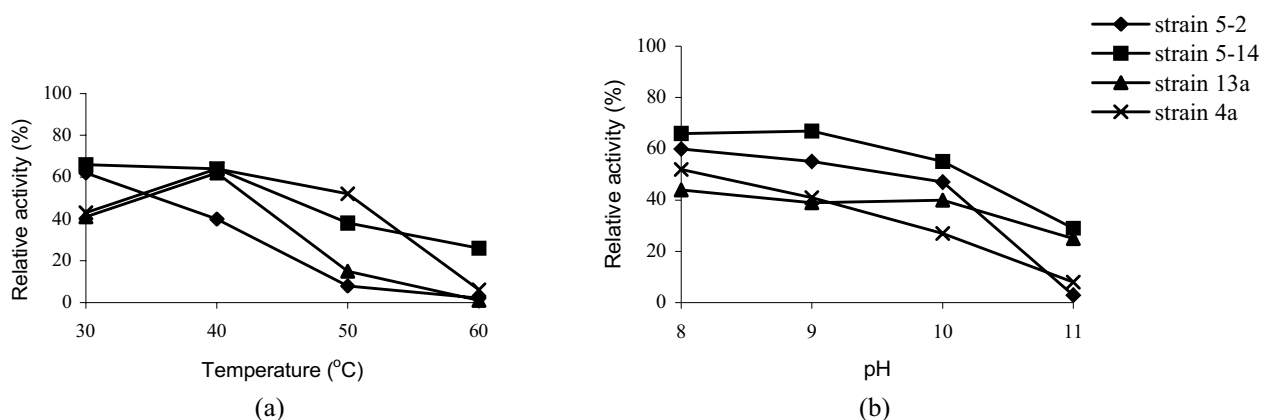 strain 5-2
strain 5-14
strain 13a
strain 4a
Relative activity (%)
100
80
60
40
20
0
30 40 50 60
Temperature (°C)
(a)
Relative activity (%)
100
80
60
40
20
0
8 9 10 11
pH
(b)